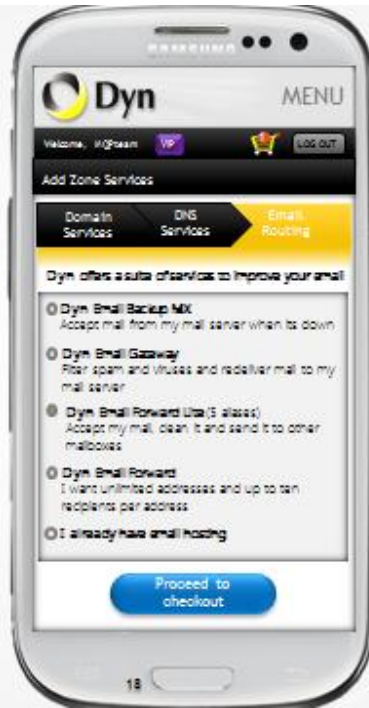 SAMSUNG
Dyn
MENU
Welcome, MQPteam VIP LOG OUT
Add Zone Services
Domain Services
DNS Services
Email Routing
Dyn offers a suite of services to improve your email
Dyn Email Backup MX
Accept mail from my mail server when its down
Dyn Email Gateway
Filter spam and viruses and redeliver mail to my
mail server
Dyn Email Forward Lite (5 aliases)
Accept my mail, clean it and send it to other
mailboxes
Dyn Email Forward
I want unlimited addresses and up to ten
recipients per address
I already have email hosting
Proceed to
checkout
18